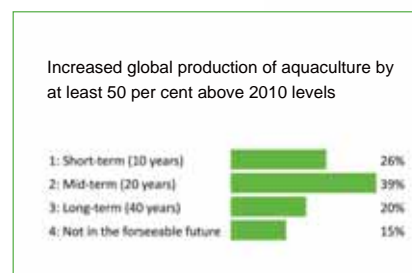 Increased global production of aquaculture by
at least 50 per cent above 2010 levels
1: Short-term (10 years) 26%
2: Mid-term (20 years) 39%
3: Long-term (40 years) 20%
4: Not in the forseeable future 15%